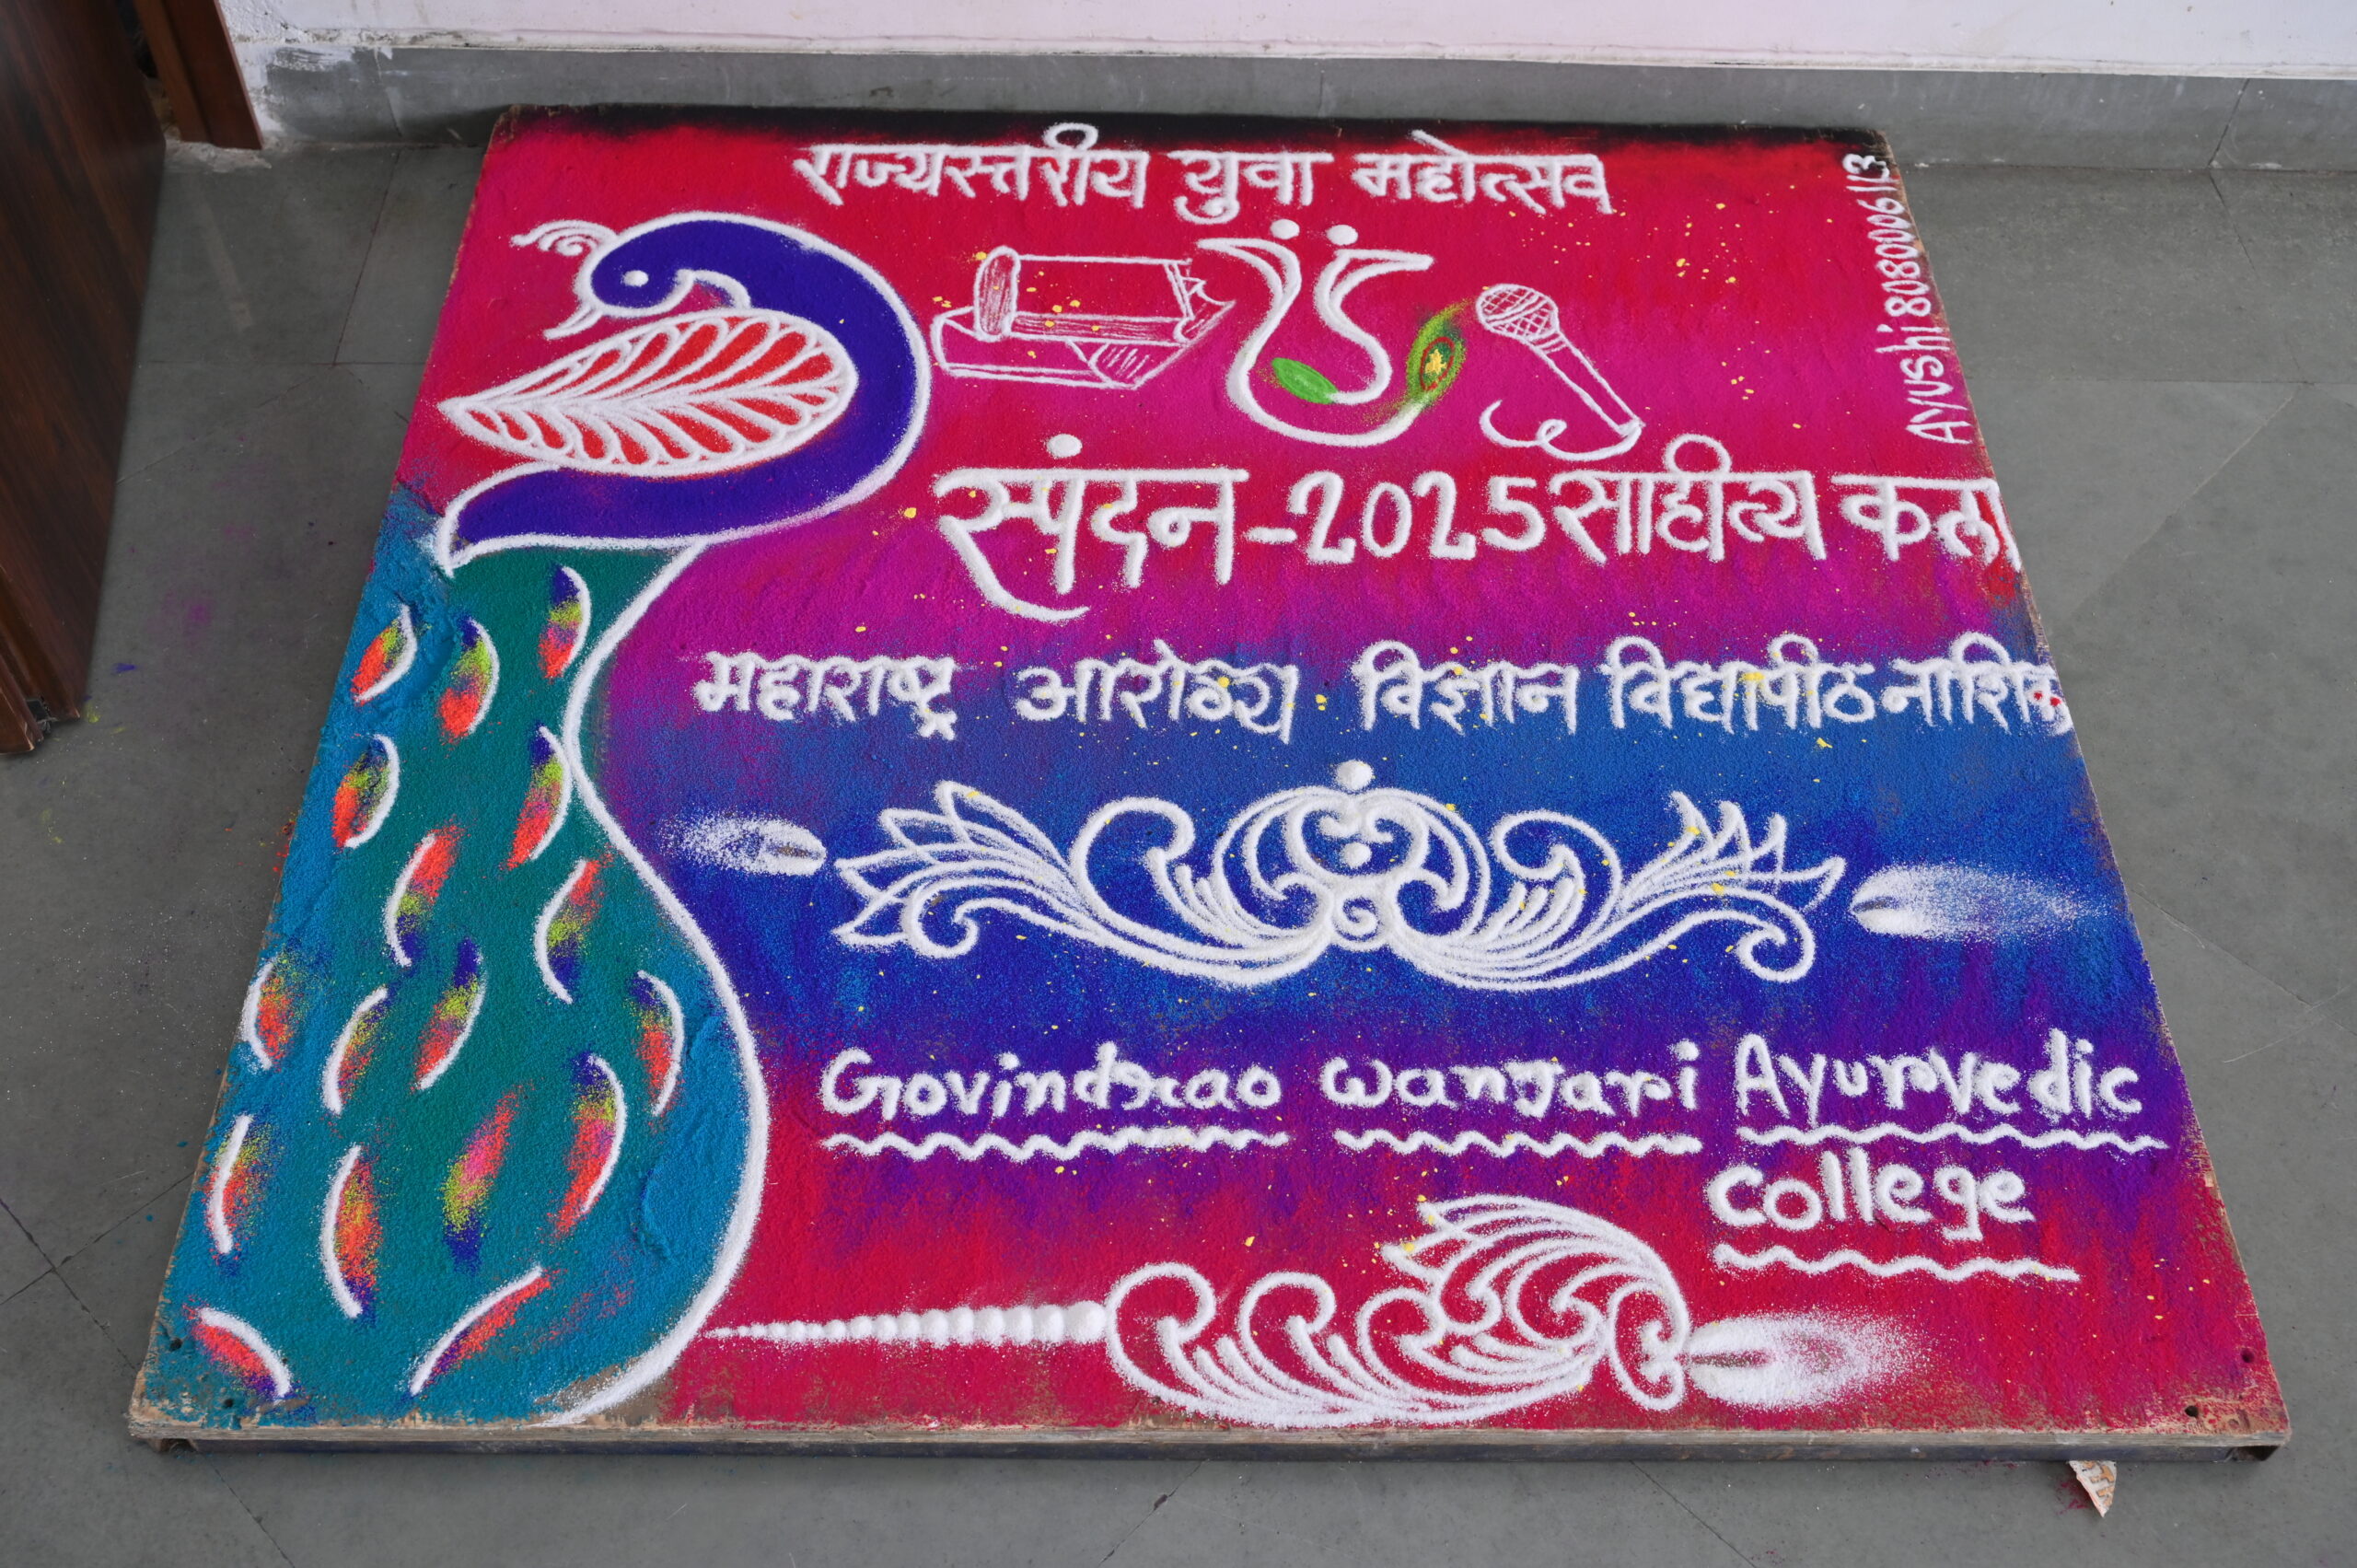 राज्यस्तरीय युवा महोत्सव
Ayushi 8080006113
स्पंदन-2025 साहीत्य कला
महाराष्ट्र आरोग्य विज्ञान विद्यापीठ नाशिक
Govindrao Wanjari Ayurvedic
College